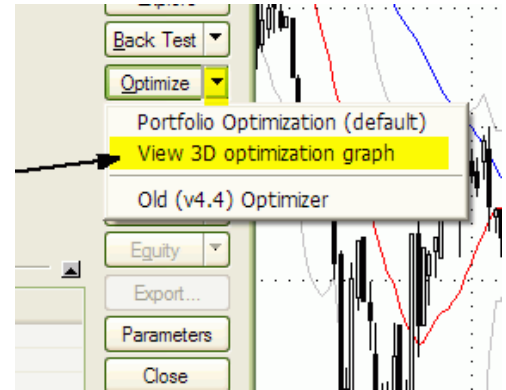 Back Test
Optimize
Portfolio Optimization (default)
View 3D optimization graph
Old (v4.4) Optimizer
Equity
Export...
Parameters
Close